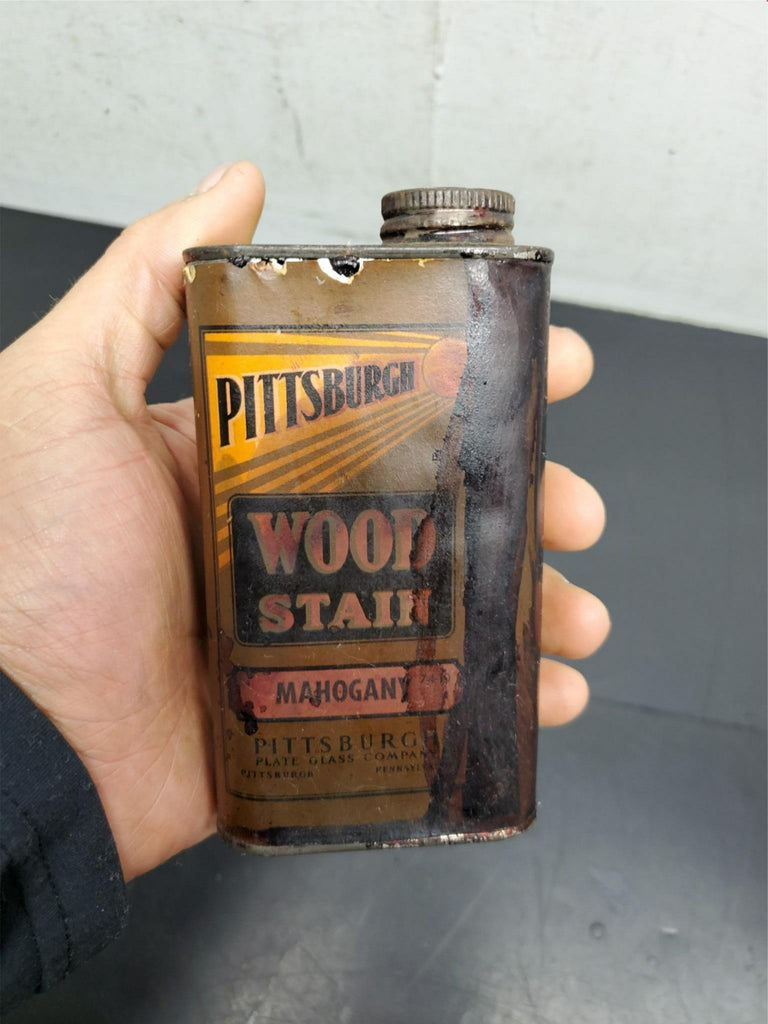 PITTSBURGH
WOOD
STAIN
MAHOGANY
PITTSBURGH
PLATE GLASS COMPANY
PITTSBURGH